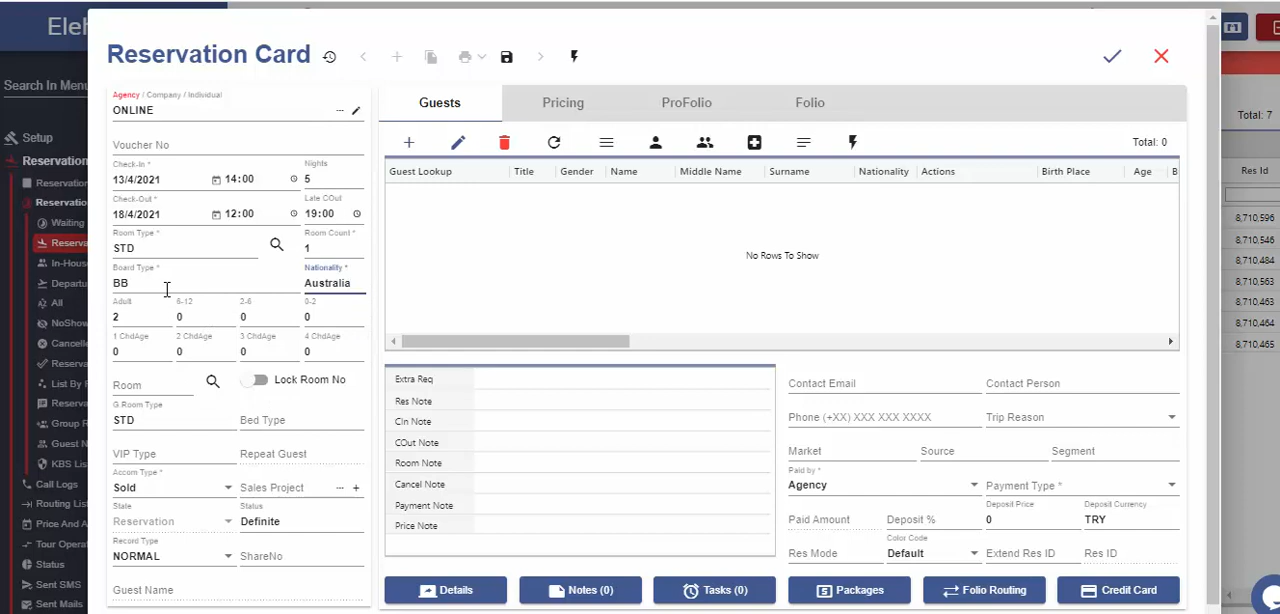 Eleh
Search In Menu
Setup
Reservation
Reservation
Reservatio
Waiting
Reserva
In-House
Departu
All
NoShow
Cancelle
Reserva
List By R
Reserva
Group R
Guest N
KBS Lis
Call Logs
Routing List
Price And A
Tour Operat
Status
Sent SMS
Sent Mails
Reservation Card
Agency / Company / Individual
ONLINE
Voucher No
Check-In * Nights
13/4/2021 14:00 5
Check-Out * Late COut
18/4/2021 12:00 19:00
Room Type * Room Count *
STD 1
Board Type * Nationality *
BB Australia
Adult 6-12 2-6 0-2
2 0 0 0
1 ChdAge 2 ChdAge 3 ChdAge 4 ChdAge
0 0 0 0
Room Lock Room No
G.Room Type
STD Bed Type
VIP Type Repeat Guest
Accom Type *
Sold Sales Project
State Status
Reservation Definite
Record Type
NORMAL ShareNo
Guest Name
Guests Pricing ProFolio Folio
Total: 0
Guest Lookup Title Gender Name Middle Name Surname Nationality Actions Birth Place Age B
No Rows To Show
Extra Req
Res Note
CIn Note
COut Note
Room Note
Cancel Note
Payment Note
Price Note
Contact Email Contact Person
Phone (+XX) XXX XXX XXXX Trip Reason
Market Source Segment
Paid by *
Agency Payment Type *
Deposit Price Deposit Currency
Paid Amount Deposit % 0 TRY
Color Code
Res Mode Default Extend Res ID Res ID
Details Notes (0) Tasks (0) Packages Folio Routing Credit Card
Total: 7
Res Id
8,710,596
8,710,546
8,710,484
8,710,563
8,710,463
8,710,464
8,710,465